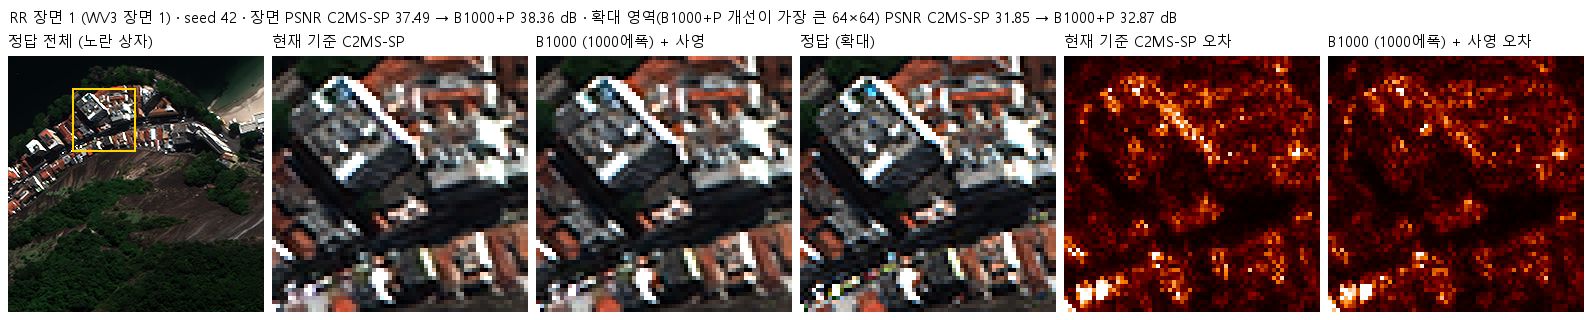 RR 장면 1 (WV3 장면 1) · seed 42 · 장면 PSNR C2MS-SP 37.49 → B1000+P 38.36 dB · 확대 영역(B1000+P 개선이 가장 큰 64×64) PSNR C2MS-SP 31.85 → B1000+P 32.87 dB
정답 전체 (노란 상자)
현재 기준 C2MS-SP
B1000 (1000에폭) + 사영
정답 (확대)
현재 기준 C2MS-SP 오차
B1000 (1000에폭) + 사영 오차